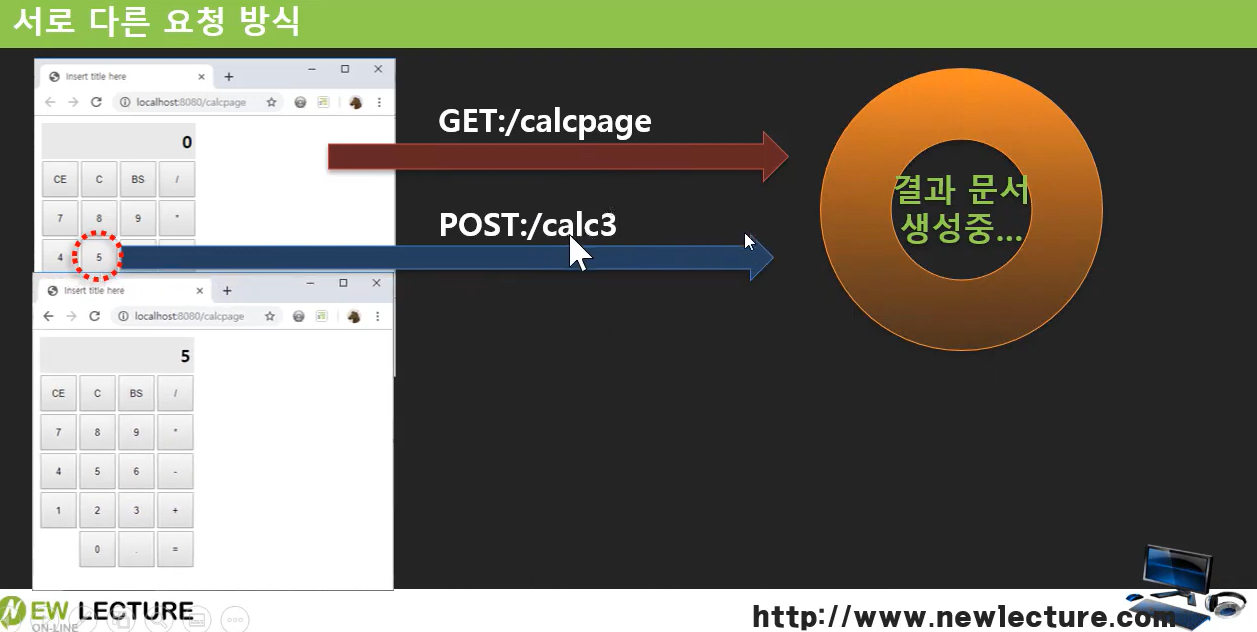 서로 다른 요청 방식
Insert title here
localhost:8080/calcpage
0
CE C BS /
7 8 9 *
4 5
GET:/calcpage
POST:/calc3
결과 문서
생성중...
Insert title here
localhost:8080/calcpage
5
CE C BS /
7 8 9 *
4 5 6 -
1 2 3 +
0 . =
NEW LECTURE
ON-LINE
http://www.newlecture.com